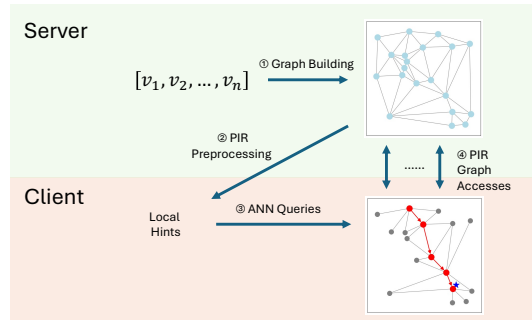 Server
① Graph Building
[v₁, v₂, ..., vₙ]
② PIR
Preprocessing
④ PIR
Graph
Accesses
......
Client
③ ANN Queries
Local
Hints